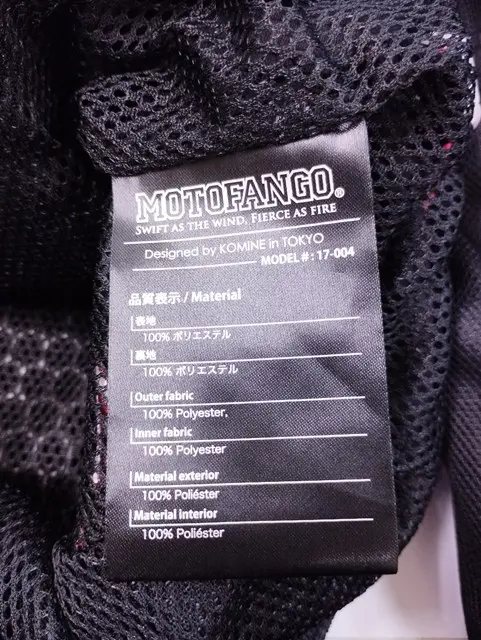 MOTOFANGO®
SWIFT AS THE WIND, FIERCE AS FIRE
Designed by KOMINE in TOKYO
MODEL # : 17-004
品質表示 / Material
表地
100% ポリエステル
裏地
100% ポリエステル
Outer fabric
100% Polyester,
Inner fabric
100% Polyester
Material exterior
100% Poliéster
Material interior
100% Poliéster